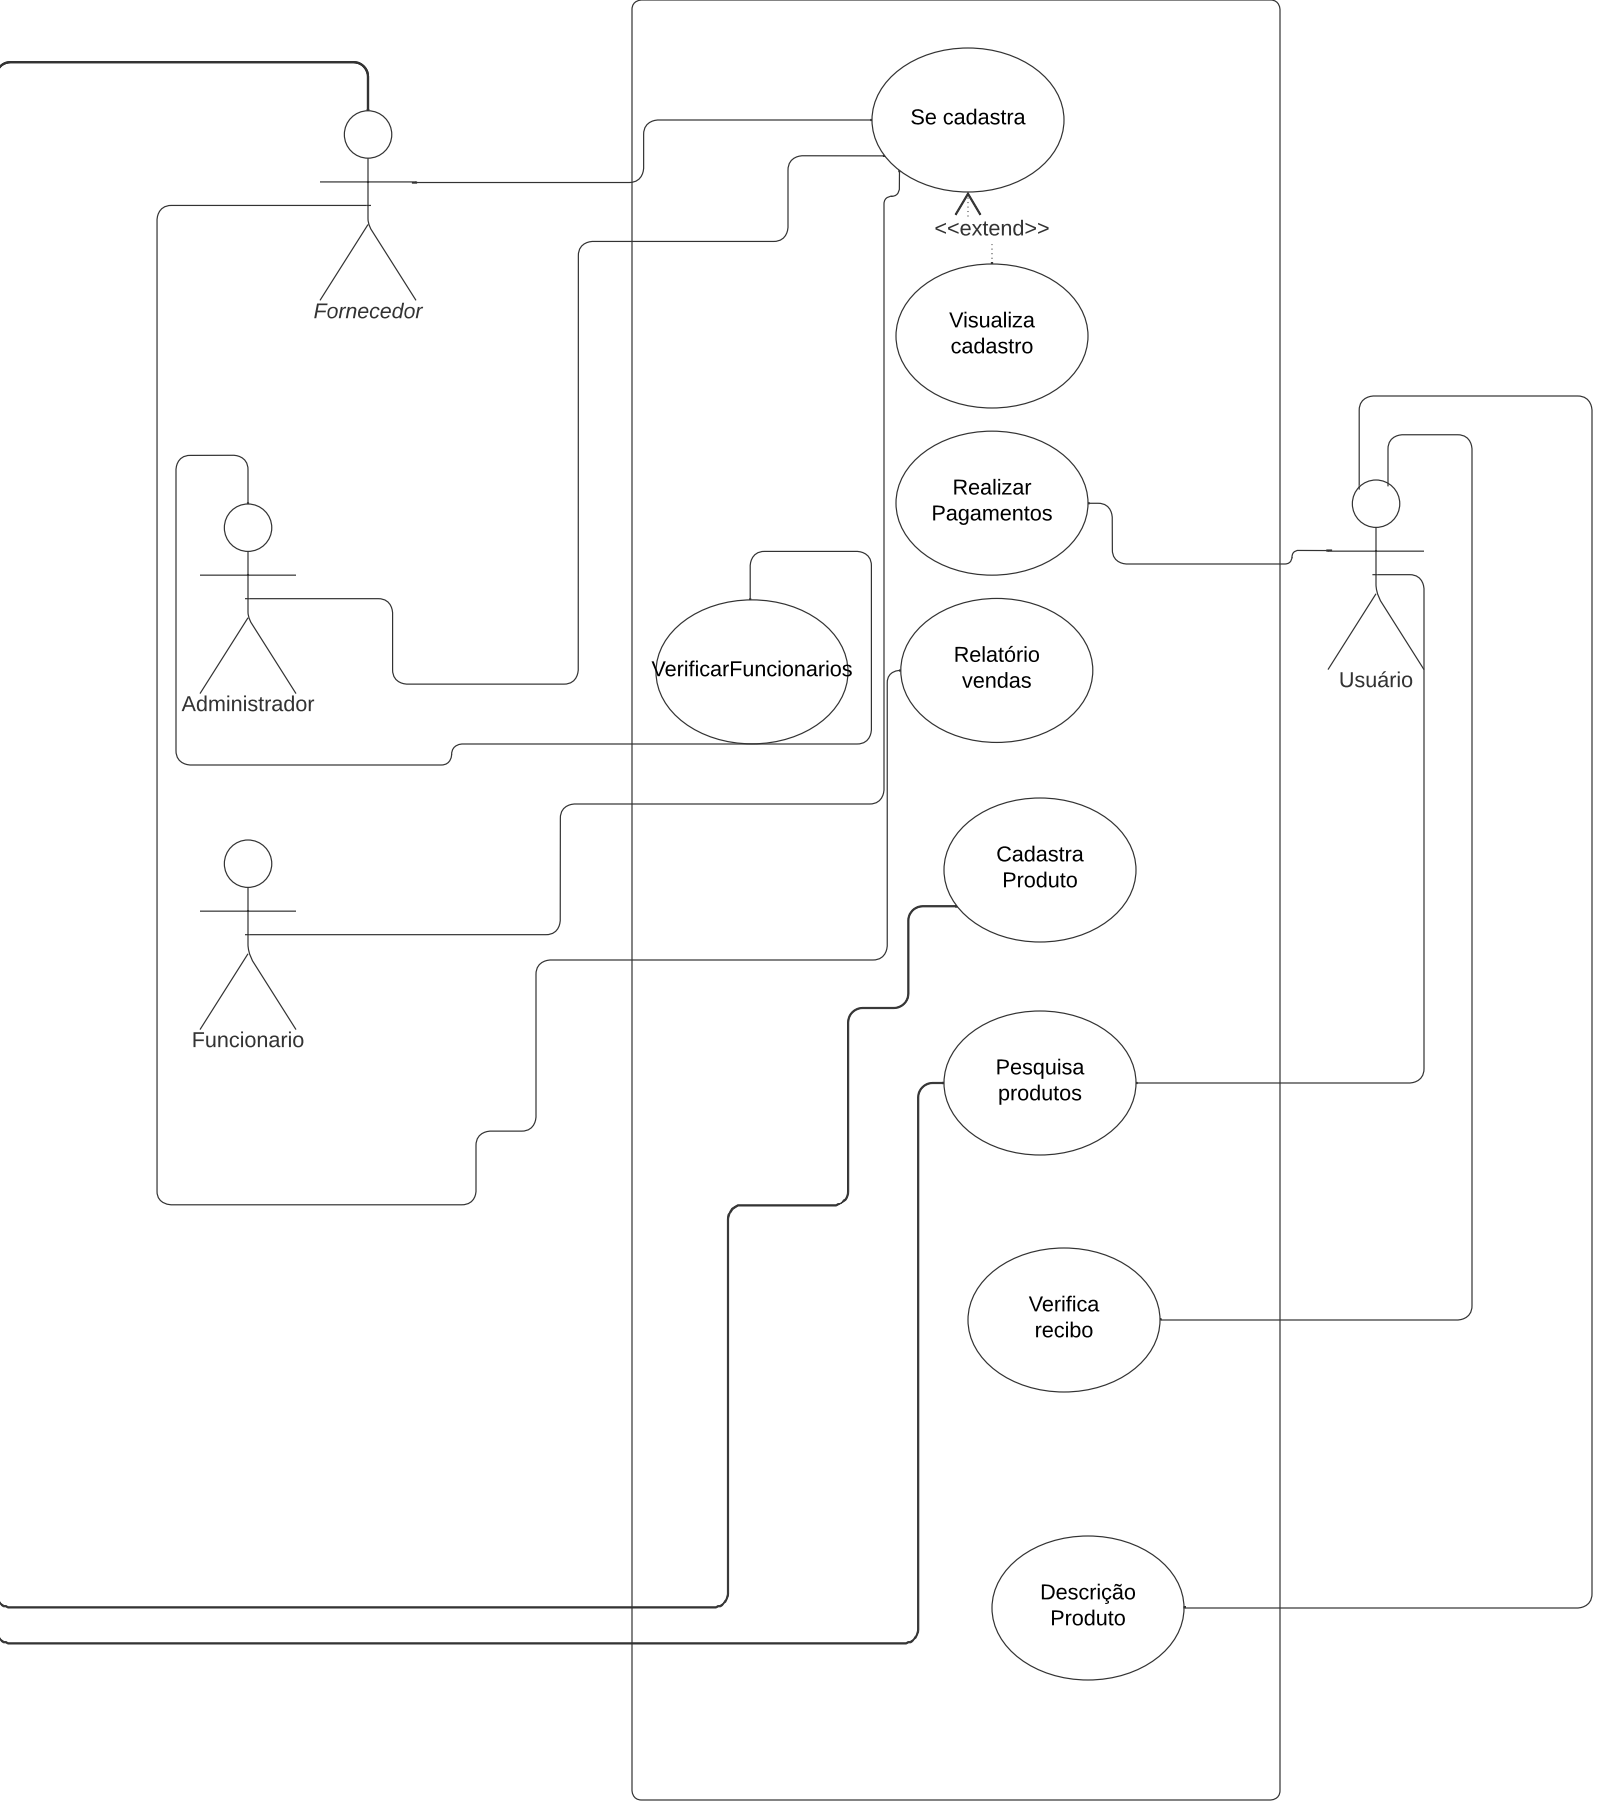 Se cadastra
<<extend>>
Fornecedor
Visualiza
cadastro
Realizar
Pagamentos
VerificarFuncionarios
Relatório
vendas
Usuário
Administrador
Cadastra
Produto
Funcionario
Pesquisa
produtos
Verifica
recibo
Descrição
Produto